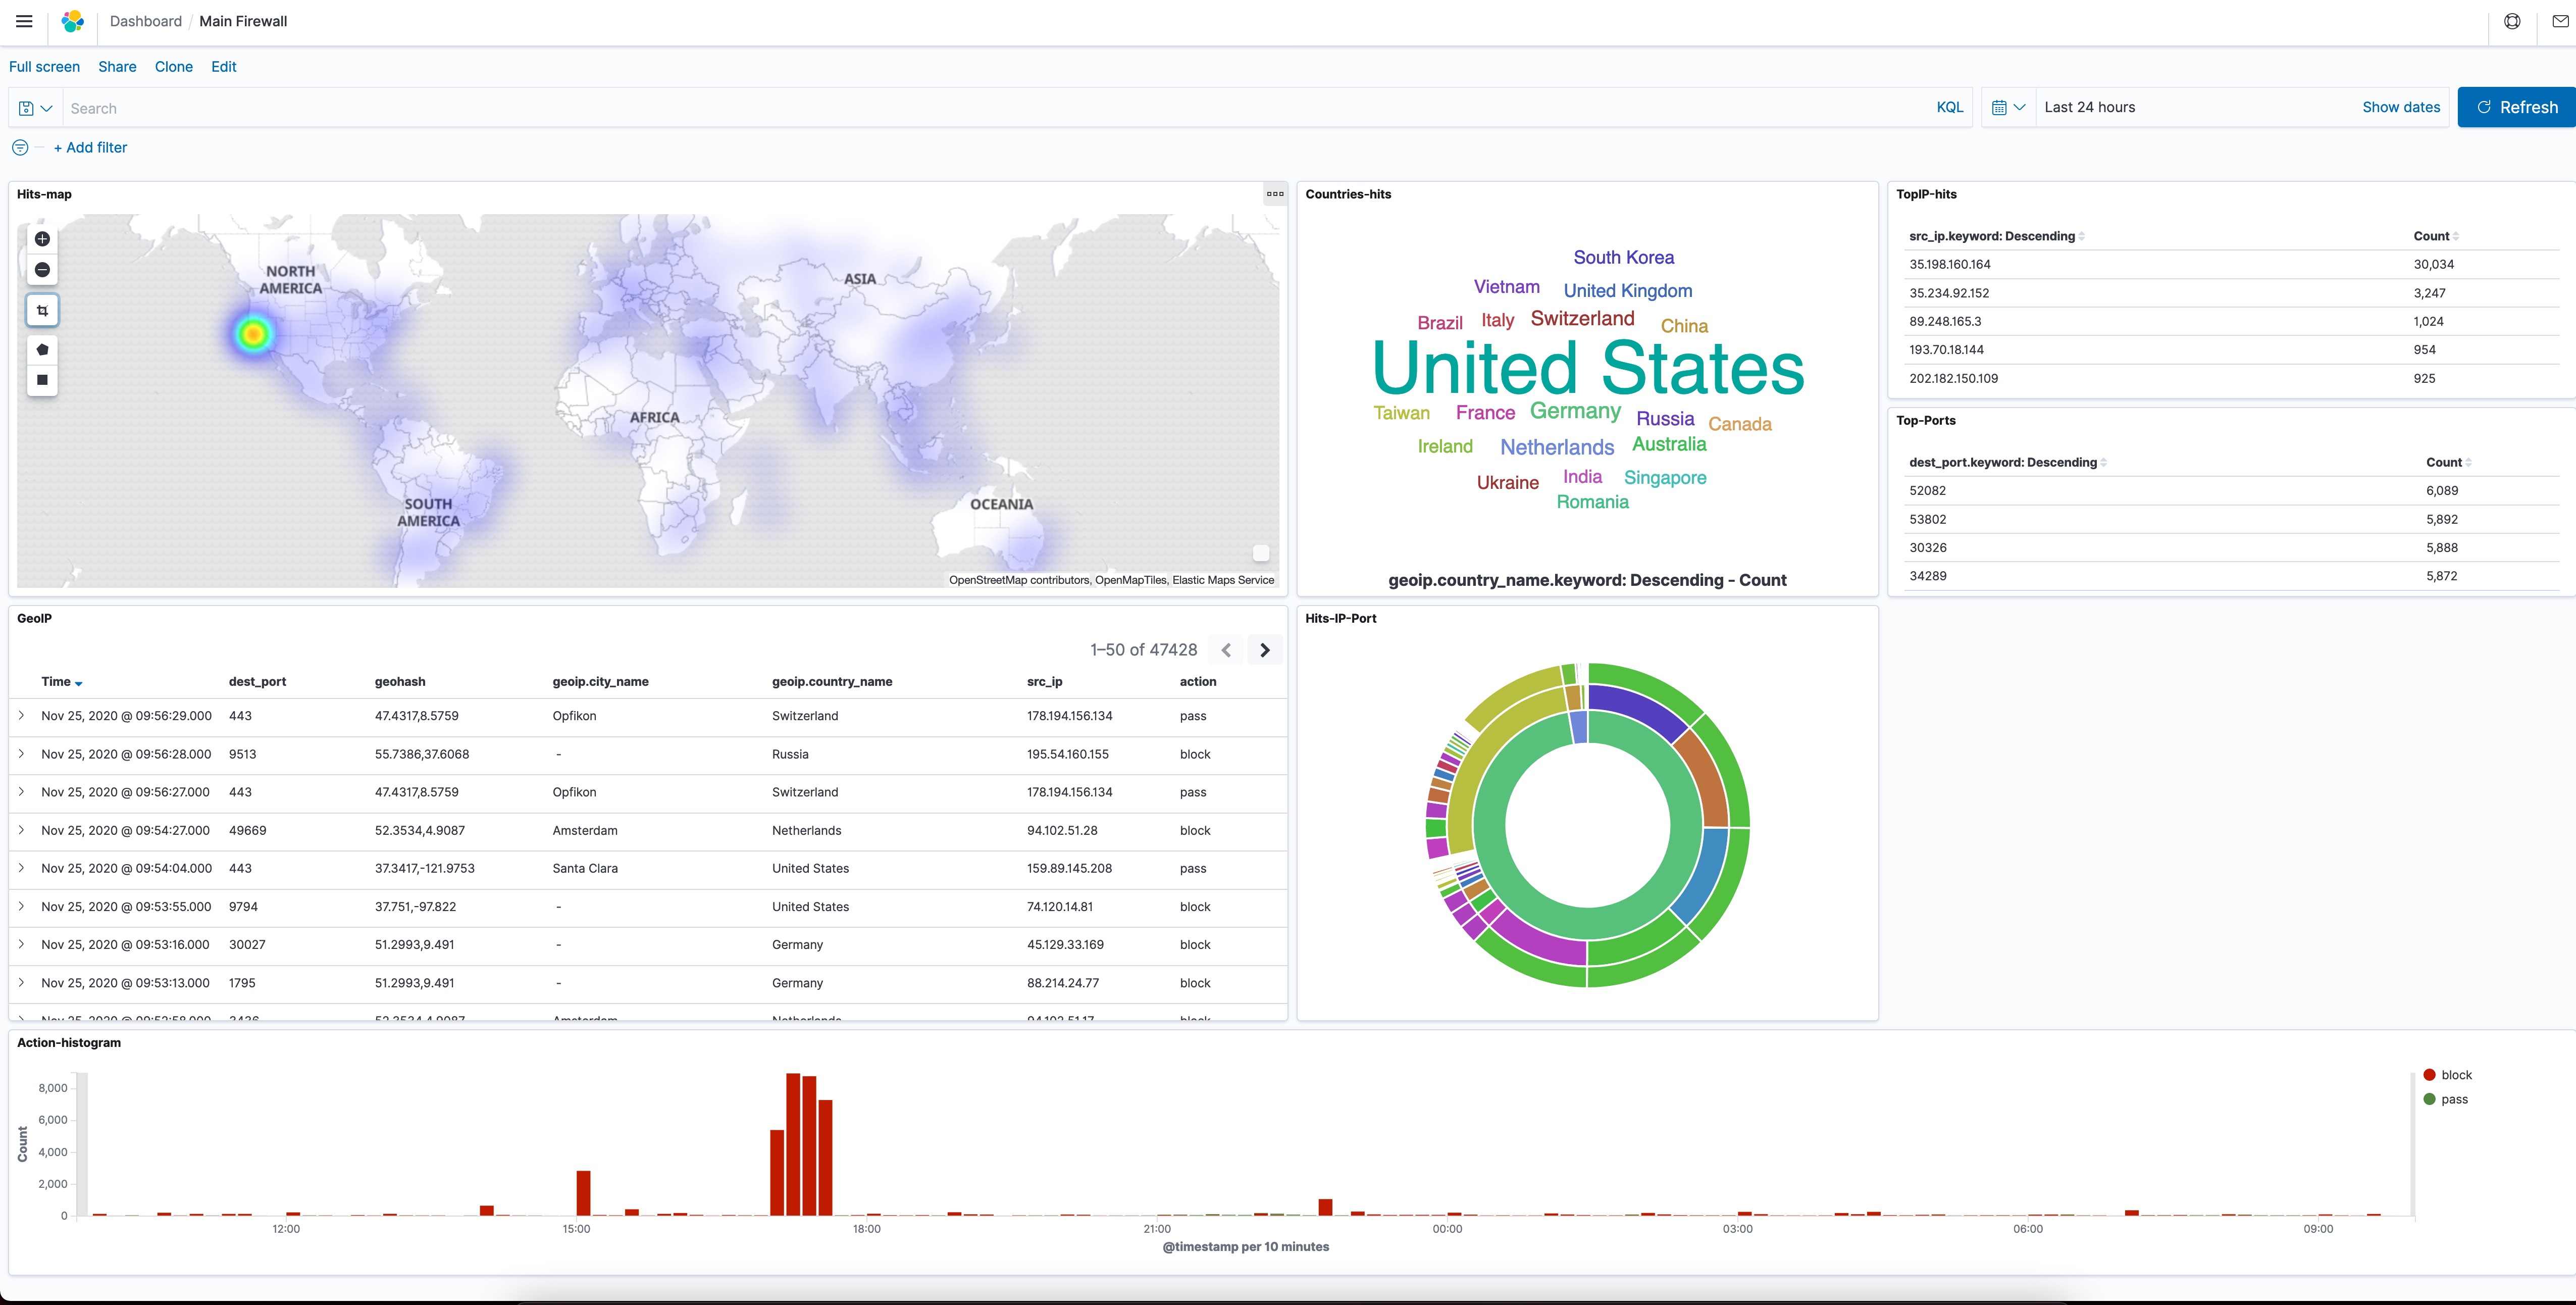 Dashboard / Main Firewall
Full screen Share Clone Edit
Search KQL Last 24 hours Show dates Refresh
+ Add filter
Hits-map
NORTH
AMERICA
ASIA
AFRICA
SOUTH
AMERICA
OCEANIA
OpenStreetMap contributors, OpenMapTiles, Elastic Maps Service
Countries-hits
South Korea
Vietnam United Kingdom
Brazil Italy Switzerland China
United States
Taiwan France Germany Russia Canada
Ireland Netherlands Australia
Ukraine India Singapore
Romania
geoip.country_name.keyword: Descending - Count
TopIP-hits
src_ip.keyword: Descending Count
35.198.160.164 30,034
35.234.92.152 3,247
89.248.165.3 1,024
193.70.18.144 954
202.182.150.109 925
Top-Ports
dest_port.keyword: Descending Count
52082 6,089
53802 5,892
30326 5,888
34289 5,872
GeoIP
1–50 of 47428
Time dest_port geohash geoip.city_name geoip.country_name src_ip action
Nov 25, 2020 @ 09:56:29.000 443 47.4317,8.5759 Opfikon Switzerland 178.194.156.134 pass
Nov 25, 2020 @ 09:56:28.000 9513 55.7386,37.6068 - Russia 195.54.160.155 block
Nov 25, 2020 @ 09:56:27.000 443 47.4317,8.5759 Opfikon Switzerland 178.194.156.134 pass
Nov 25, 2020 @ 09:54:27.000 49669 52.3534,4.9087 Amsterdam Netherlands 94.102.51.28 block
Nov 25, 2020 @ 09:54:04.000 443 37.3417,-121.9753 Santa Clara United States 159.89.145.208 pass
Nov 25, 2020 @ 09:53:55.000 9794 37.751,-97.822 - United States 74.120.14.81 block
Nov 25, 2020 @ 09:53:16.000 30027 51.2993,9.491 - Germany 45.129.33.169 block
Nov 25, 2020 @ 09:53:13.000 1795 51.2993,9.491 - Germany 88.214.24.77 block
Hits-IP-Port
Action-histogram
8,000
6,000
4,000
2,000
0
Count
12:00 15:00 18:00 21:00 00:00 03:00 06:00 09:00
@timestamp per 10 minutes
block
pass